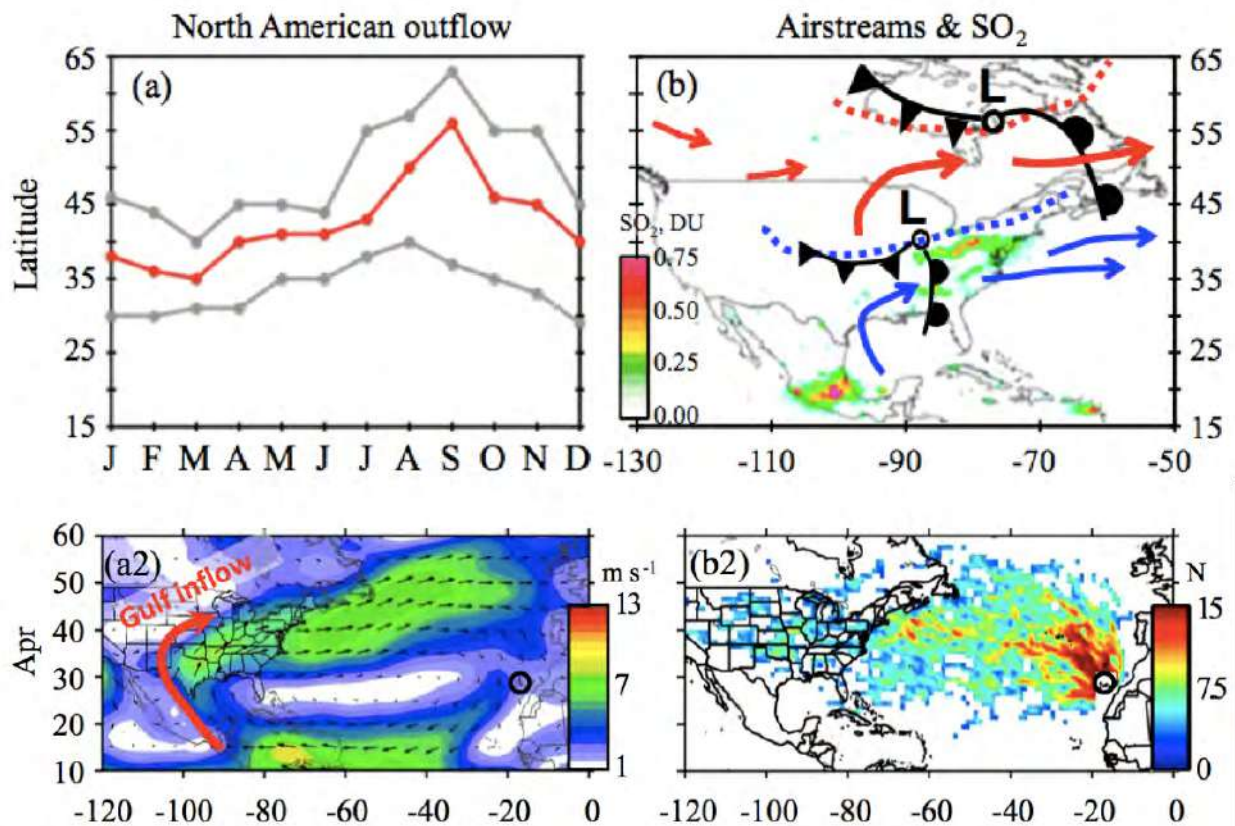 North American outflow
Airstreams & SO2
(a)
Latitude
65
55
45
35
25
15
J F M A M J J A S O N D
(b)
L
L
SO2, DU
0.75
0.50
0.25
0.00
65
55
45
35
25
15
-130 -110 -90 -70 -50
Apr
(a2)
Gulf inflow
60
50
40
30
20
10
m s-1
13
7
1
-120 -100 -80 -60 -40 -20 0
(b2)
N
15
75
0
-120 -100 -80 -60 -40 -20 0